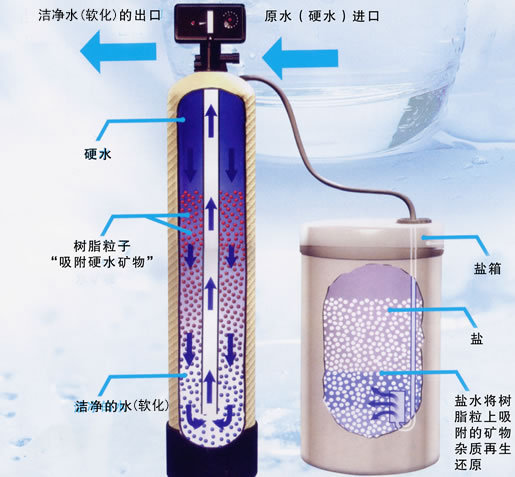 洁净水(软化)的出口
原水（硬水）进口
硬水
树脂粒子
“吸附硬水矿物”
洁净的水(软化)
盐箱
盐
盐水将树
脂粒上吸
附的矿物
杂质再生
还原